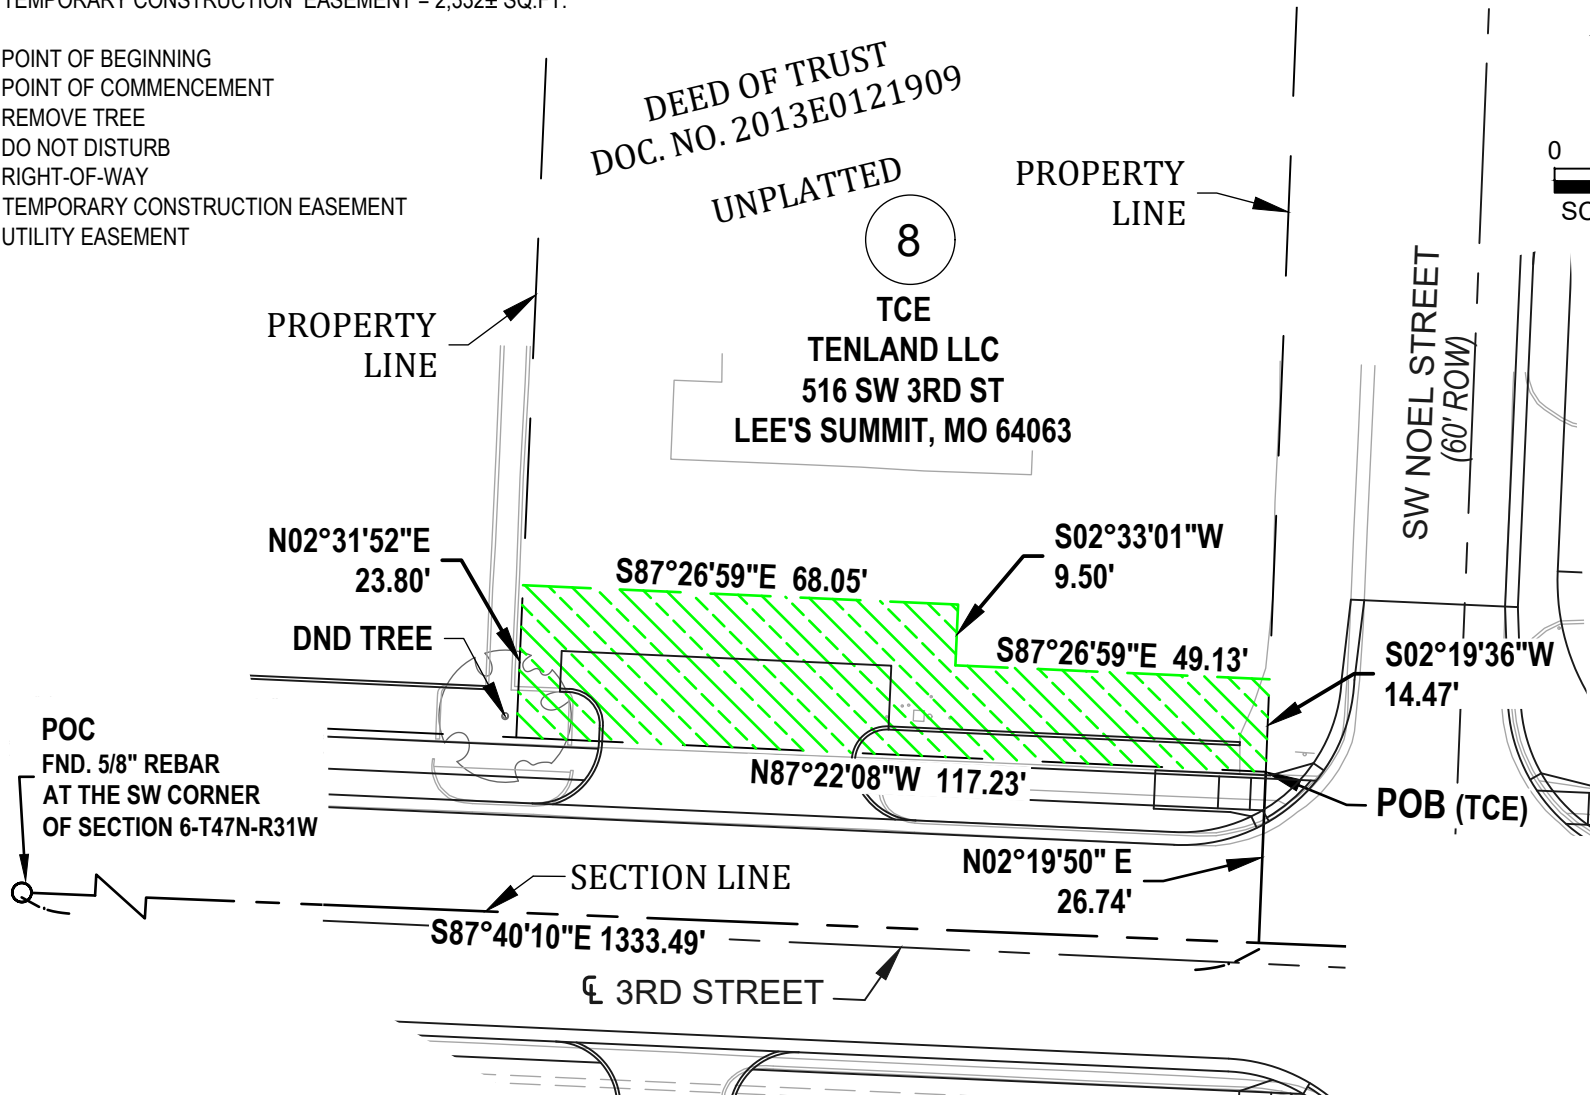 TEMPORARY CONSTRUCTION EASEMENT = 2,332± SQ.FT.
POINT OF BEGINNING
POINT OF COMMENCEMENT
REMOVE TREE
DO NOT DISTURB
RIGHT-OF-WAY
TEMPORARY CONSTRUCTION EASEMENT
UTILITY EASEMENT
DEED OF TRUST
DOC. NO. 2013E0121909
UNPLATTED
8
TCE
TENLAND LLC
516 SW 3RD ST
LEE'S SUMMIT, MO 64063
PROPERTY
LINE
PROPERTY
LINE
0
SW NOEL STREET
(60' ROW)
N02°31'52"E
23.80'
S87°26'59"E 68.05'
S02°33'01"W
9.50'
DND TREE
S87°26'59"E 49.13'
S02°19'36"W
14.47'
POC
FND. 5/8" REBAR
AT THE SW CORNER
OF SECTION 6-T47N-R31W
N87°22'08"W 117.23'
POB (TCE)
N02°19'50" E
26.74'
SECTION LINE
S87°40'10"E 1333.49'
℄ 3RD STREET